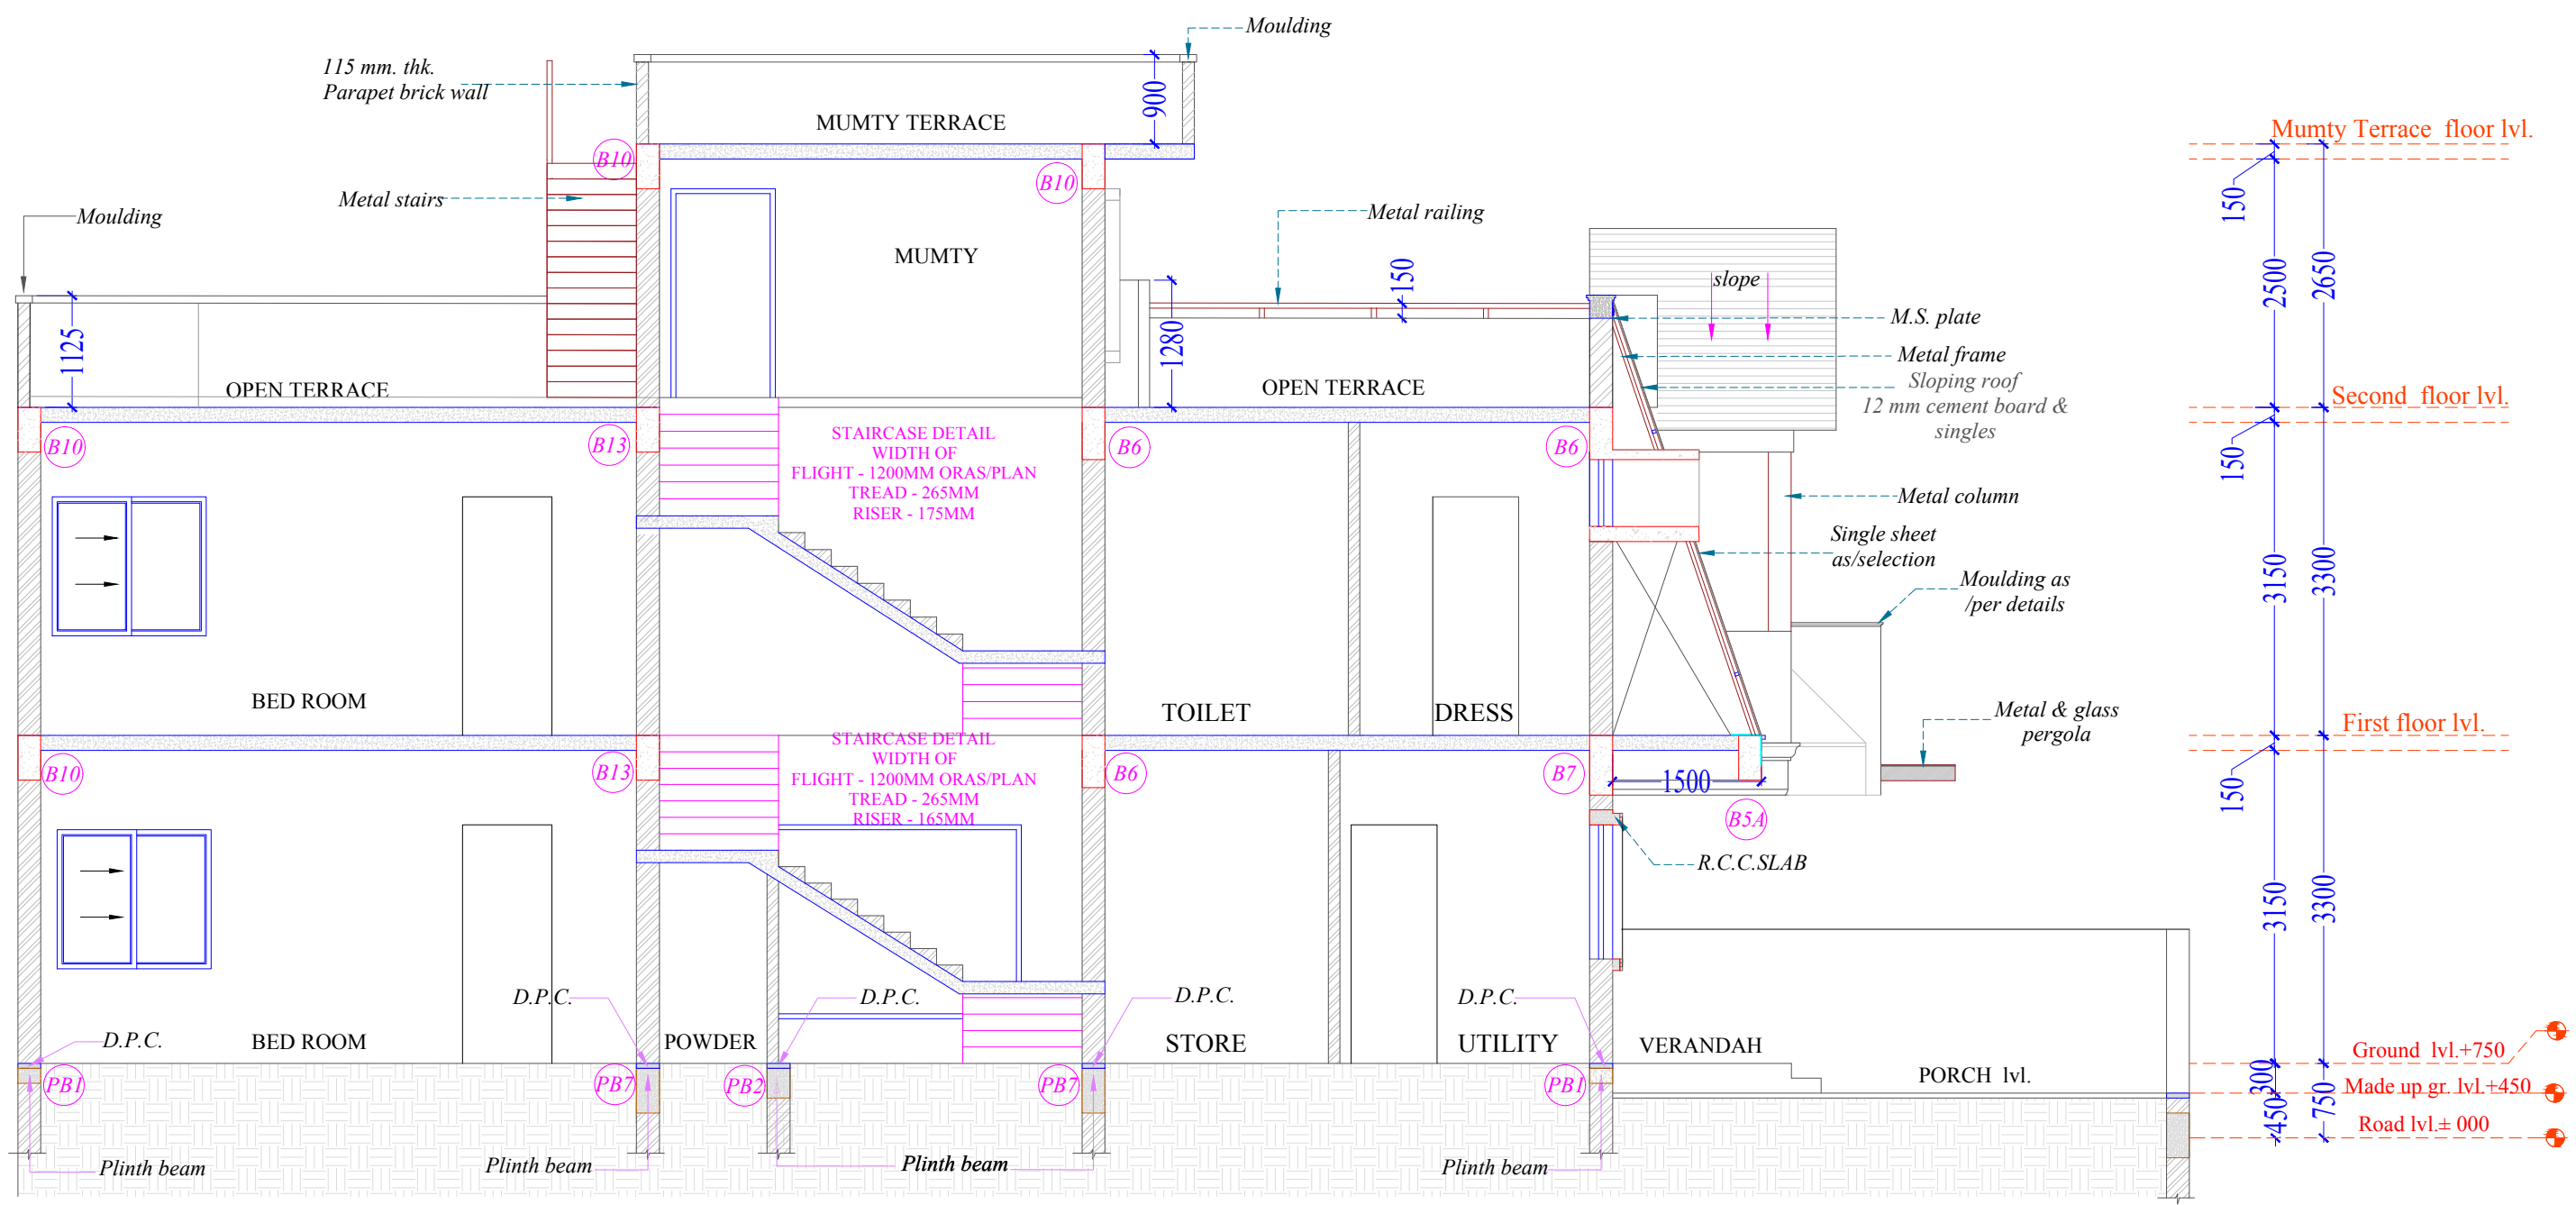 Moulding
115 mm. thk.
Parapet brick wall
900
MUMTY TERRACE
Mumty Terrace floor lvl.
B10
B10
150
Metal stairs
Moulding
Metal railing
MUMTY
2500
2650
150
slope
M.S. plate
1125
1280
Metal frame
Sloping roof
12 mm cement board &
singles
OPEN TERRACE
OPEN TERRACE
Second floor lvl.
B10
B13
STAIRCASE DETAIL
WIDTH OF
FLIGHT - 1200MM ORAS/PLAN
TREAD - 265MM
RISER - 175MM
B6
B6
150
Metal column
Single sheet
as/selection
Moulding as
/per details
3150
3300
BED ROOM
TOILET
DRESS
Metal & glass
pergola
First floor lvl.
B10
B13
STAIRCASE DETAIL
WIDTH OF
FLIGHT - 1200MM ORAS/PLAN
TREAD - 265MM
RISER - 165MM
B6
B7
1500
B5A
150
R.C.C.SLAB
3150
3300
D.P.C.
D.P.C.
D.P.C.
D.P.C.
D.P.C.
BED ROOM
POWDER
STORE
UTILITY
VERANDAH
PORCH lvl.
Ground lvl.+750
PB1
PB7
PB2
PB7
PB1
300
Made up gr. lvl.+450
450
750
Road lvl.± 000
Plinth beam
Plinth beam
Plinth beam
Plinth beam